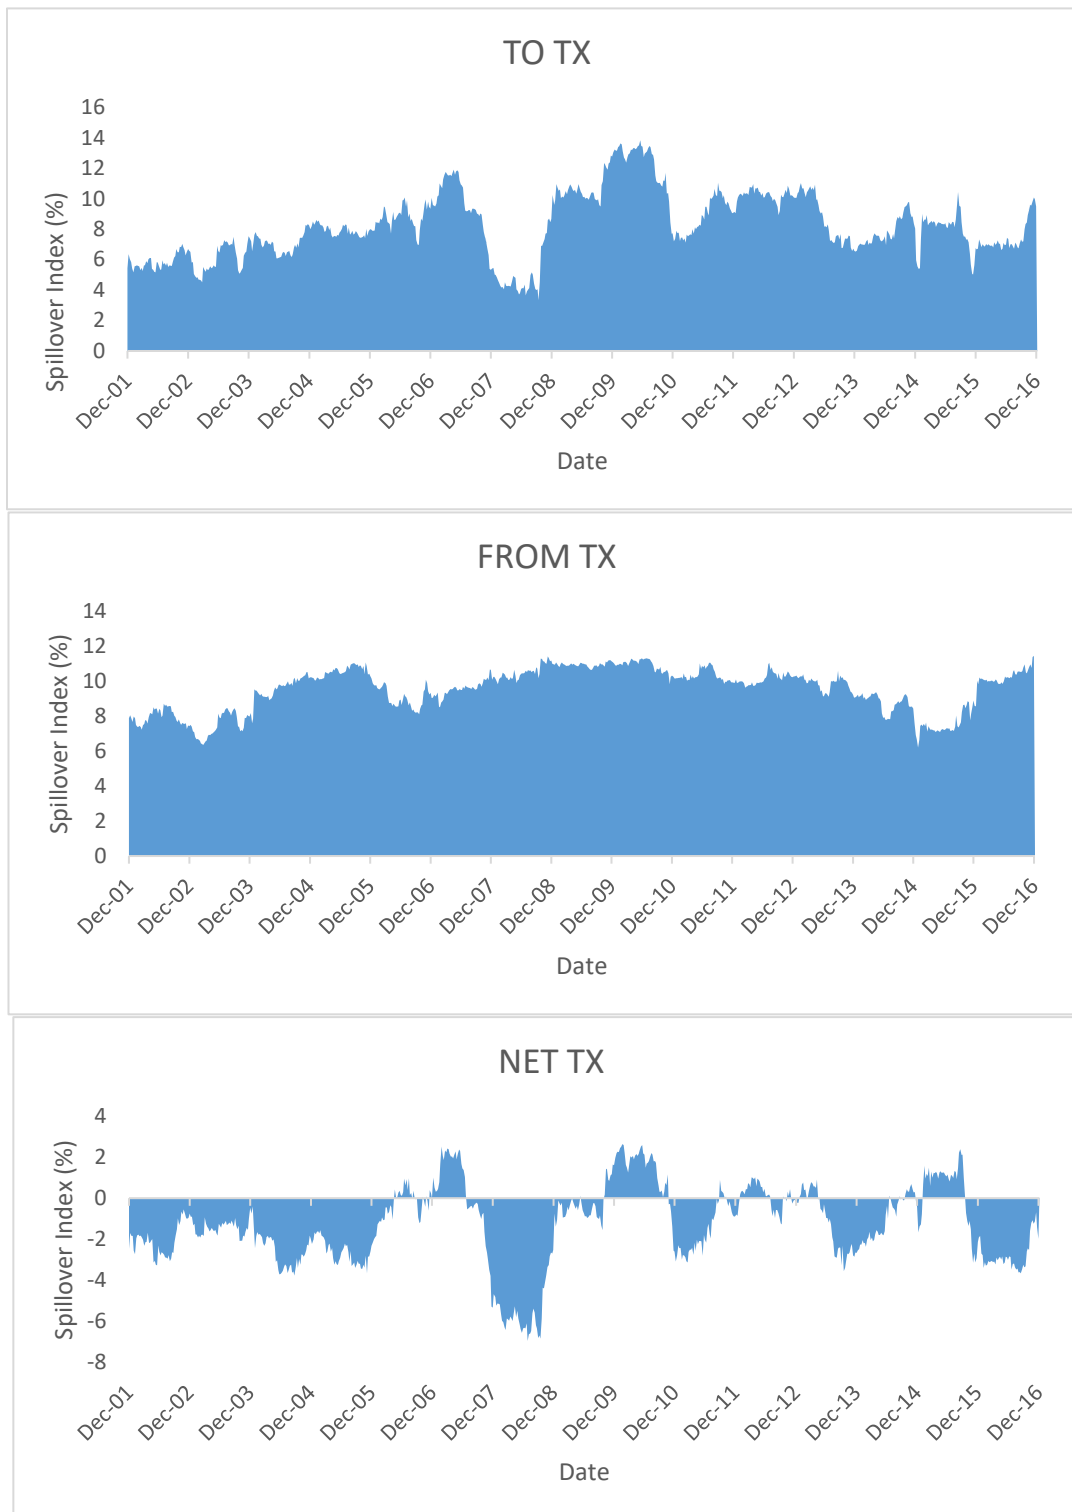 TO TX
16
14
12
10
8
6
4
2
0
Spillover Index (%)
Dec-01 Dec-02 Dec-03 Dec-04 Dec-05 Dec-06 Dec-07 Dec-08 Dec-09 Dec-10 Dec-11 Dec-12 Dec-13 Dec-14 Dec-15 Dec-16
Date
FROM TX
14
12
10
8
6
4
2
0
Spillover Index (%)
Dec-01 Dec-02 Dec-03 Dec-04 Dec-05 Dec-06 Dec-07 Dec-08 Dec-09 Dec-10 Dec-11 Dec-12 Dec-13 Dec-14 Dec-15 Dec-16
Date
NET TX
4
2
0
-2
-4
-6
-8
Spillover Index (%)
Dec-01 Dec-02 Dec-03 Dec-04 Dec-05 Dec-06 Dec-07 Dec-08 Dec-09 Dec-10 Dec-11 Dec-12 Dec-13 Dec-14 Dec-15 Dec-16
Date